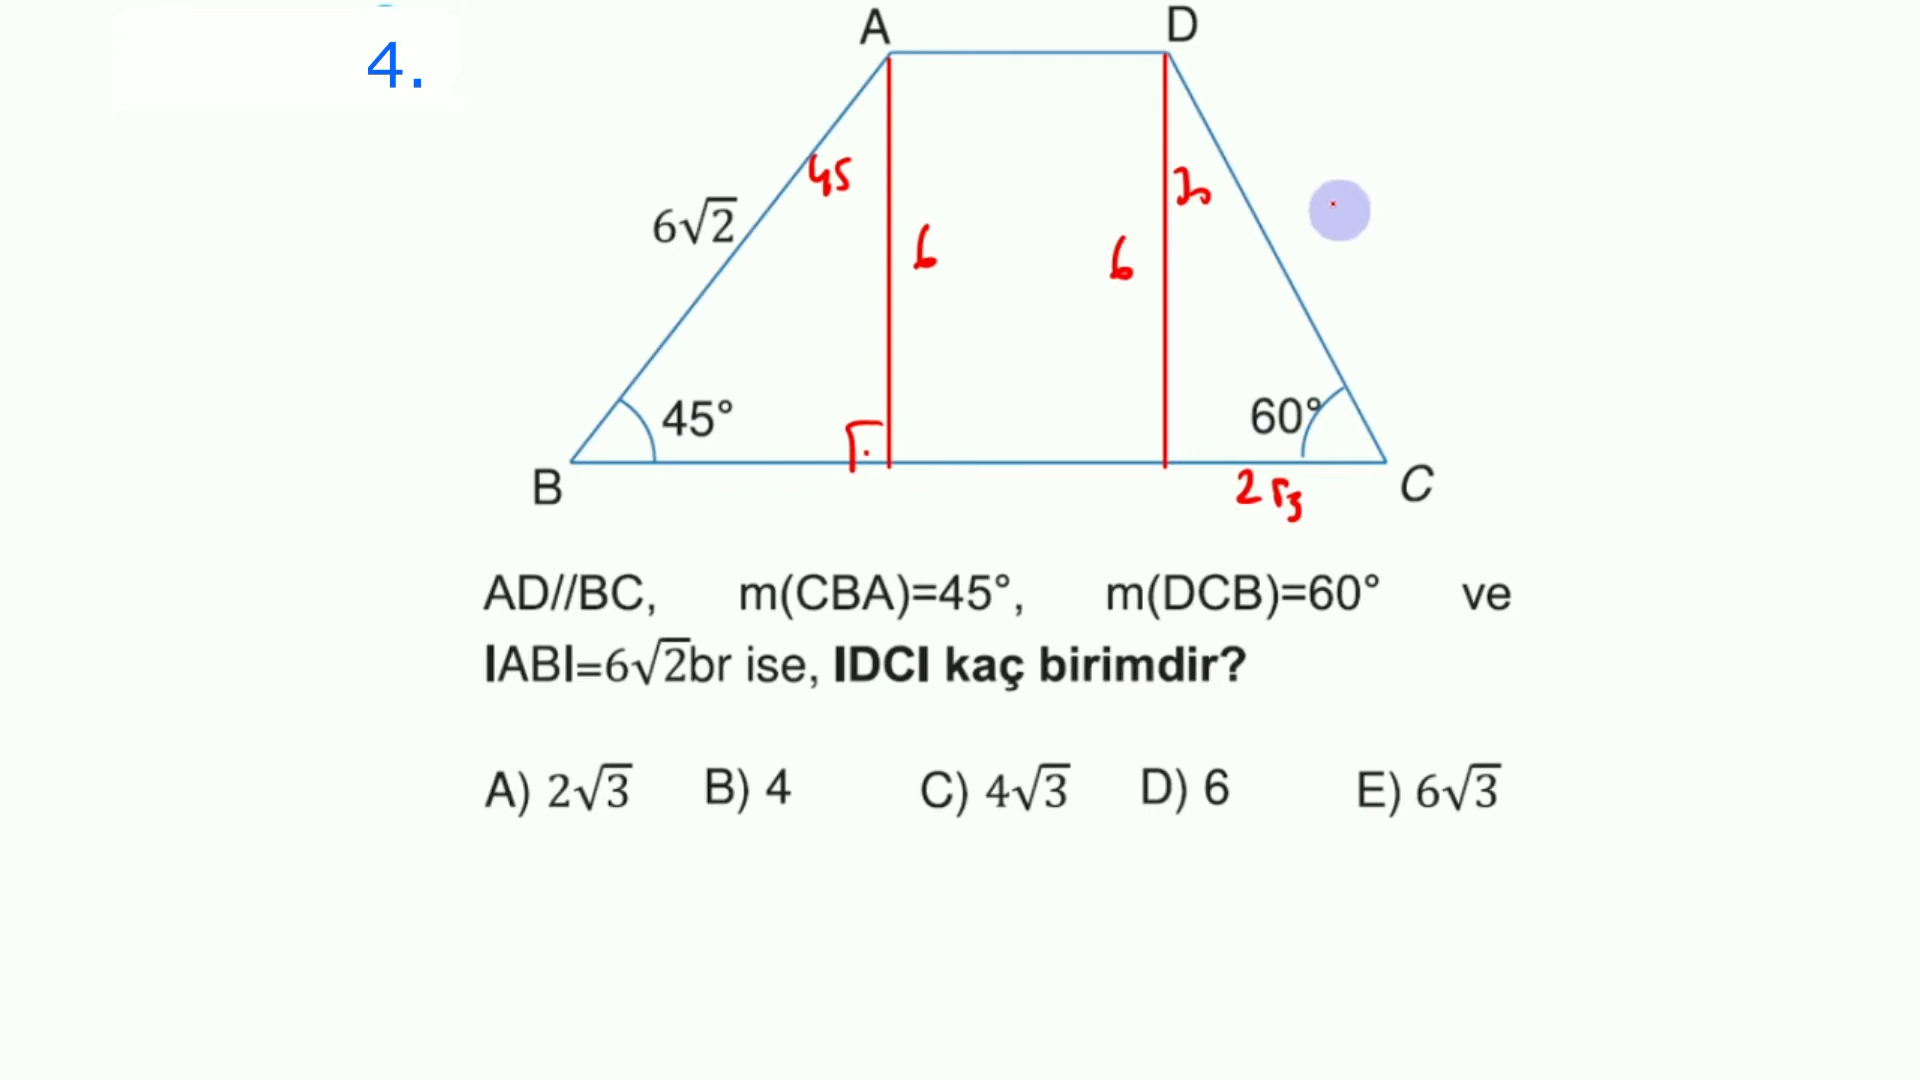 4.
A
D
45
30
6√2
6
6
45°
60°
B
2√3
C
AD//BC, m(CBA)=45°, m(DCB)=60° ve
IABI=6√2br ise, IDCI kaç birimdir?
A) 2√3 B) 4 C) 4√3 D) 6 E) 6√3